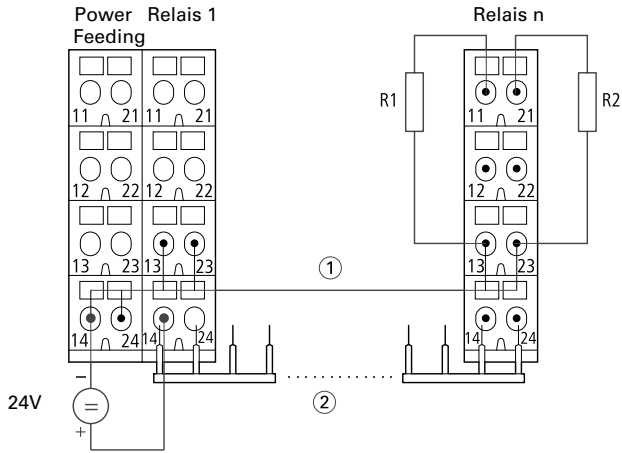 Power Relais 1 Relais n
Feeding
R1 R2
11 21 11 21 11 21
12 22 12 22 12 22
13 23 13 23 13 23
1
14 24 14 24 14 24
−
24V =
2
+